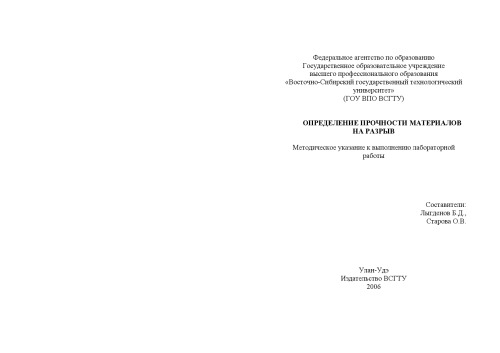 Федеральное агентство по образованию
Государственное образовательное учреждение
высшего профессионального образования
«Восточно-Сибирский государственный технологический
университет»
(ГОУ ВПО ВСГТУ)
ОПРЕДЕЛЕНИЕ ПРОЧНОСТИ МАТЕРИАЛОВ
НА РАЗРЫВ
Методическое указание к выполнению лабораторной
работы
Составители:
Лыгденов Б.Д.,
Старова О.В.
Улан-Удэ
Издательство ВСГТУ
2006